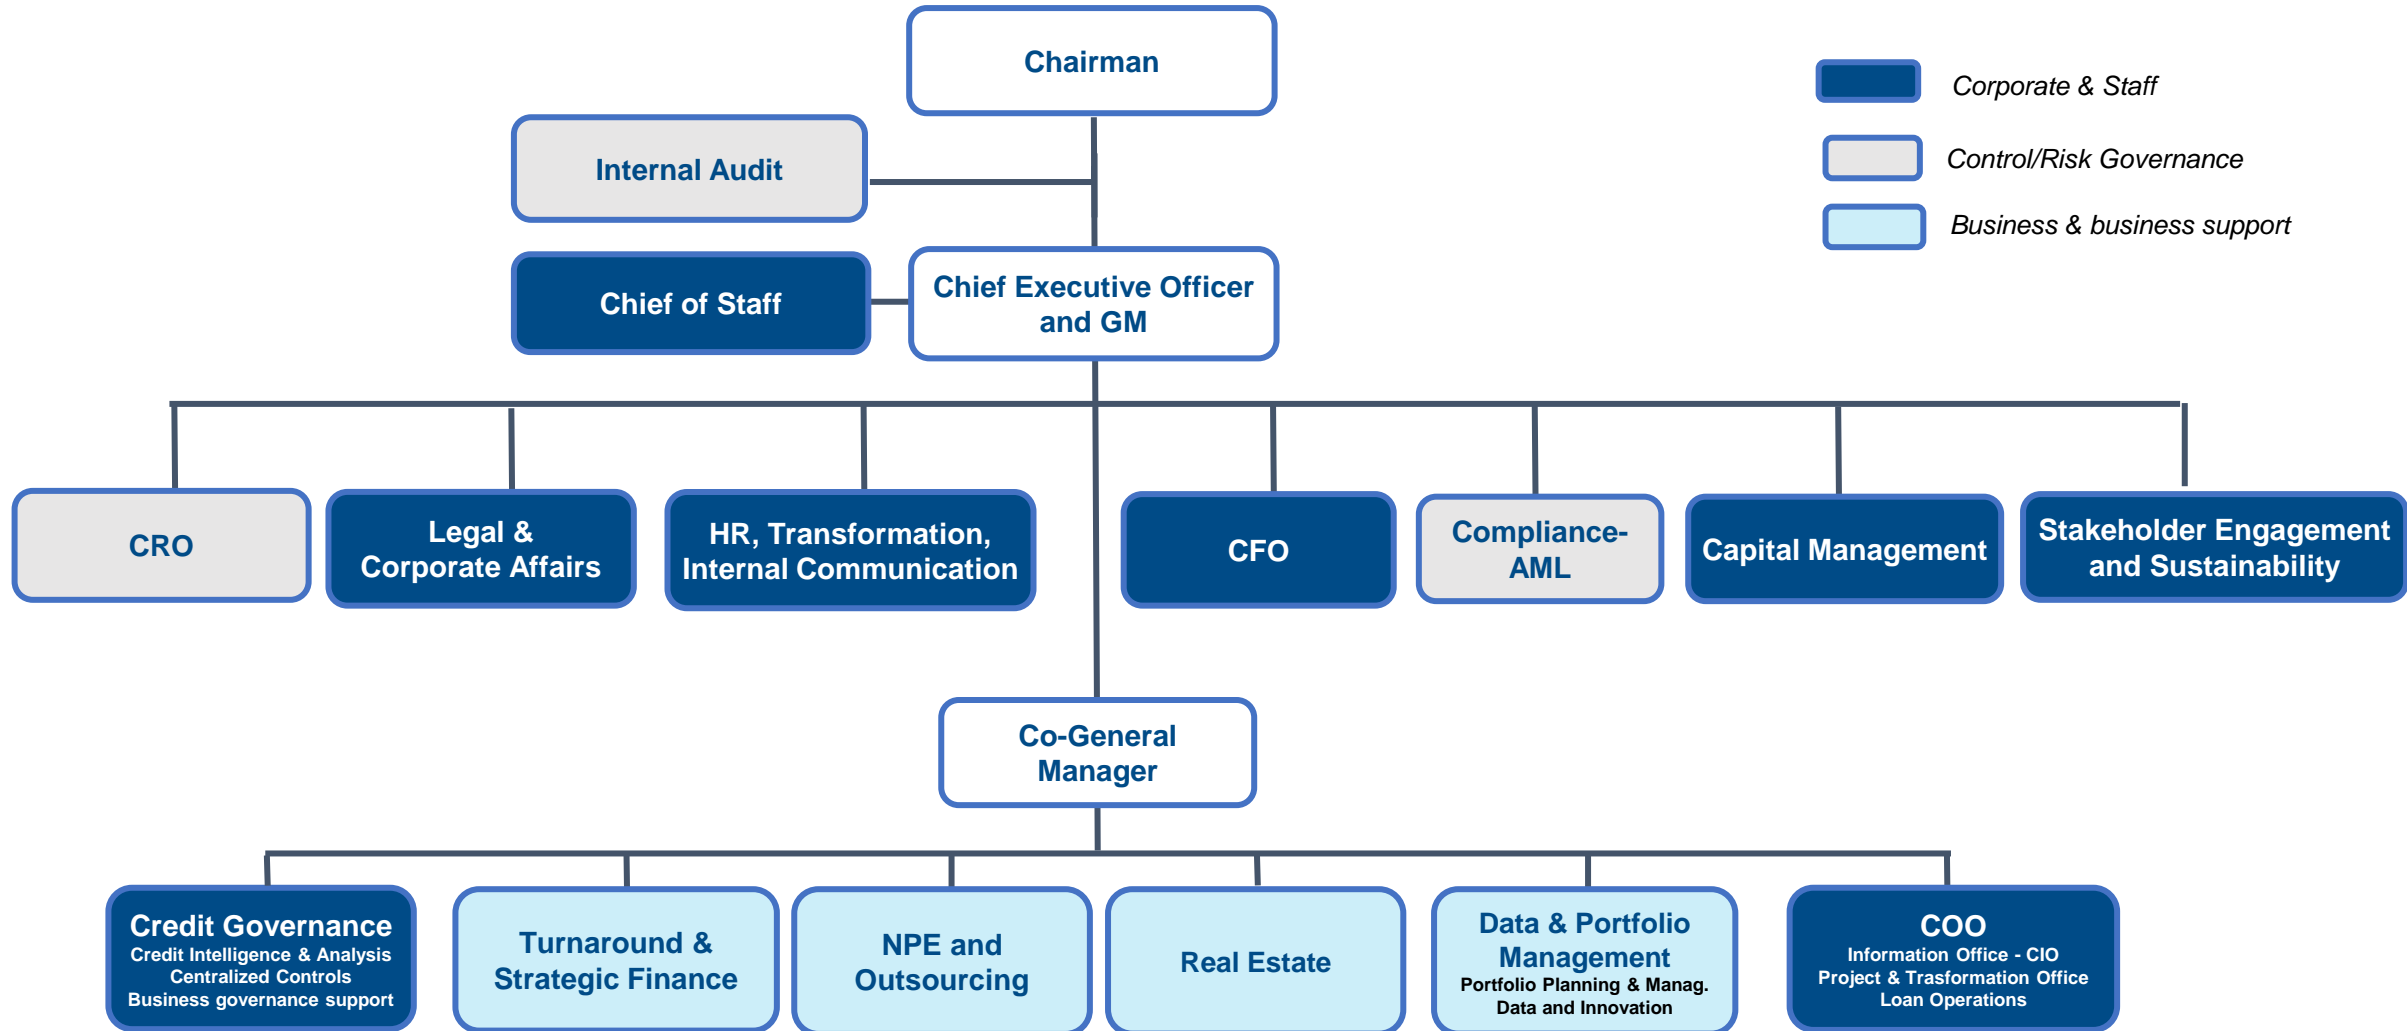 Chairman
Corporate & Staff
Internal Audit
Control/Risk Governance
Business & business support
Chief of Staff
Chief Executive Officer
and GM
CRO
Legal &
Corporate Affairs
HR, Transformation,
Internal Communication
CFO
Compliance-
AML
Capital Management
Stakeholder Engagement
and Sustainability
Co-General
Manager
Credit Governance
Credit Intelligence & Analysis
Centralized Controls
Business governance support
Turnaround &
Strategic Finance
NPE and
Outsourcing
Real Estate
Data & Portfolio
Management
Portfolio Planning & Manag.
Data and Innovation
COO
Information Office - CIO
Project & Trasformation Office
Loan Operations